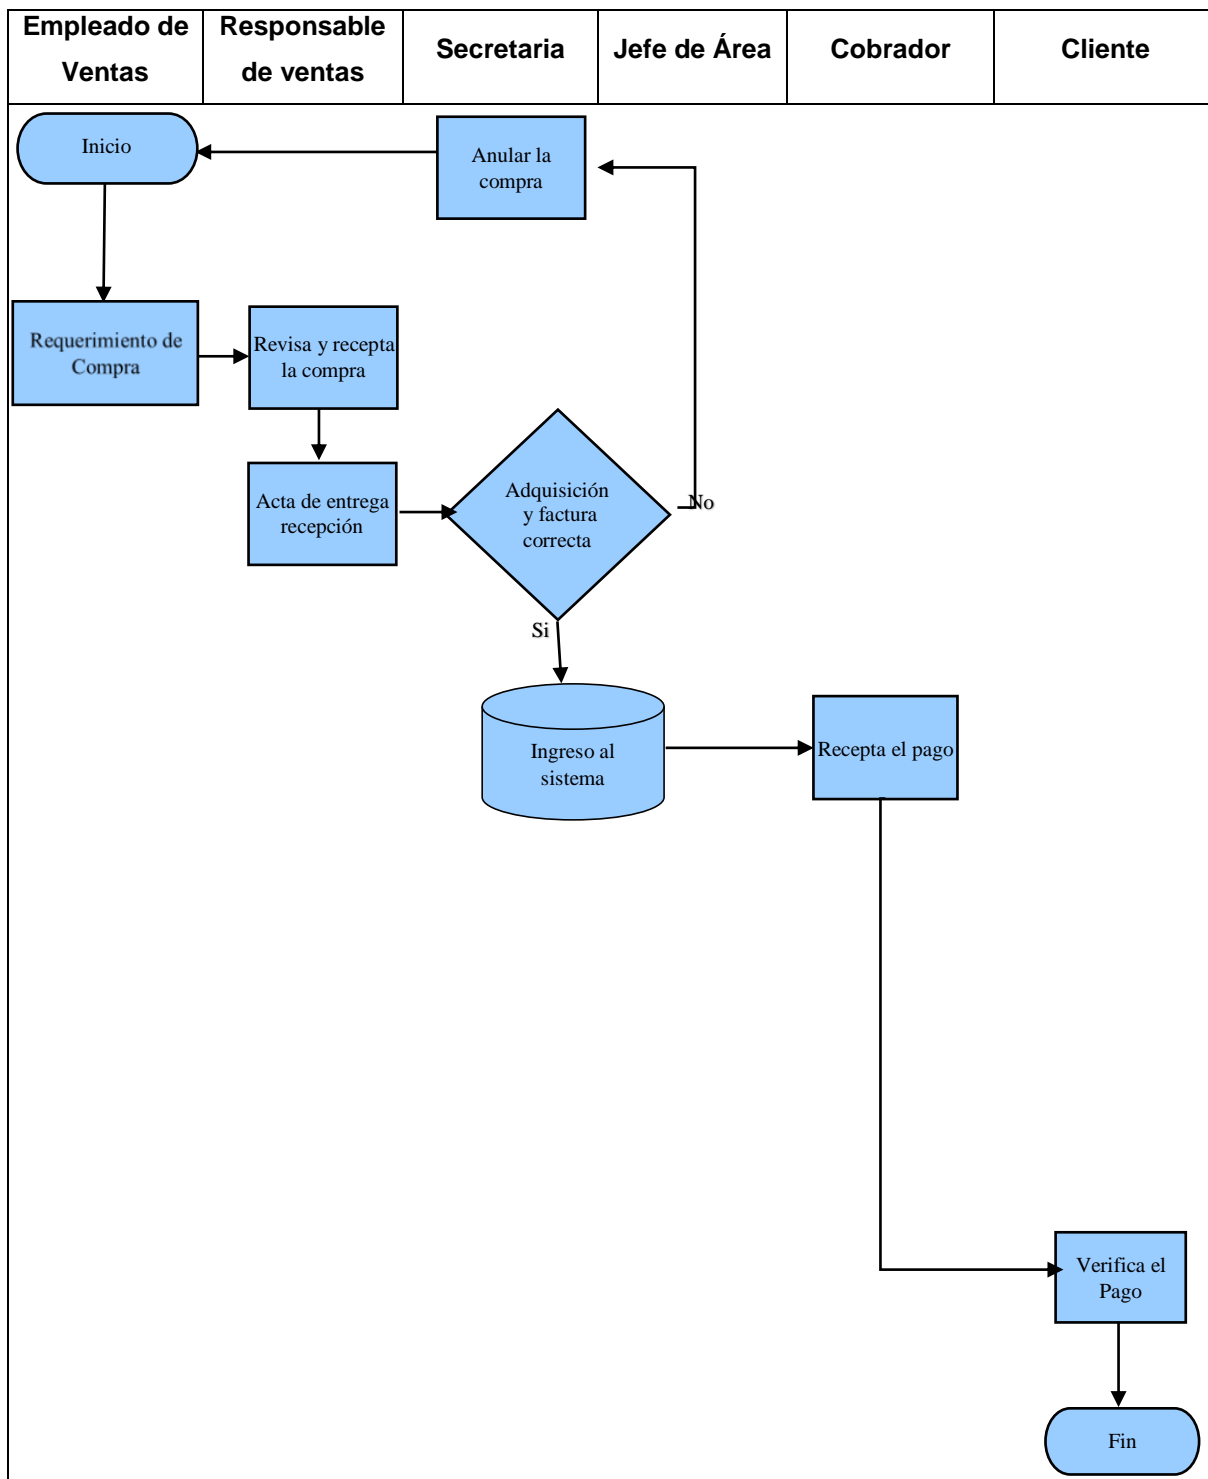 Empleado de
Ventas
Responsable
de ventas
Secretaria
Jefe de Área
Cobrador
Cliente
Inicio
Anular la
compra
Requerimiento de
Compra
Revisa y recepta
la compra
Acta de entrega
recepción
Adquisición
y factura
correcta
No
Si
Ingreso al
sistema
Recepta el pago
Verifica el
Pago
Fin